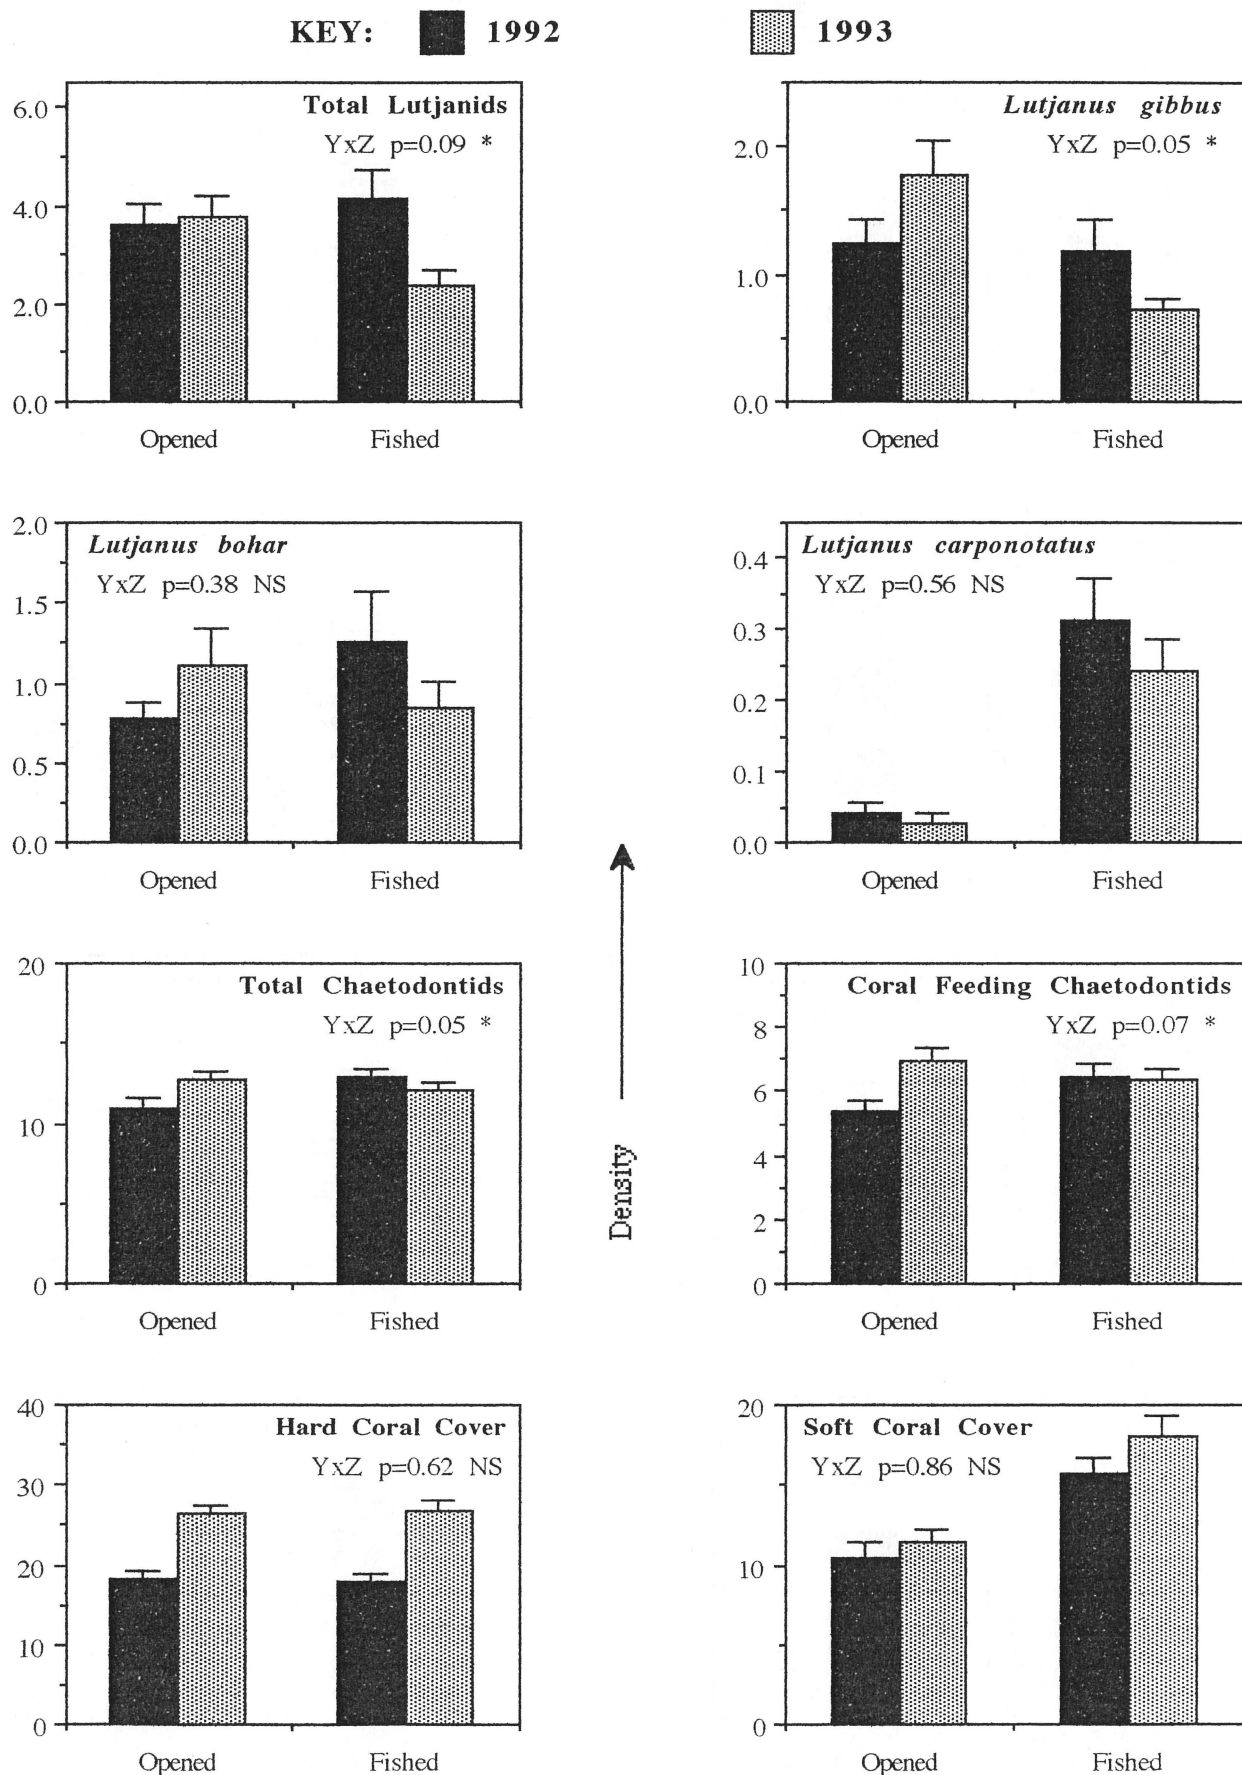 KEY: 1992 1993
Total Lutjanids
YxZ p=0.09 *
6.0
4.0
2.0
0.0
Opened Fished
Lutjanus gibbus
YxZ p=0.05 *
2.0
1.0
0.0
Opened Fished
Lutjanus bohar
YxZ p=0.38 NS
2.0
1.5
1.0
0.5
0.0
Opened Fished
Lutjanus carponotatus
YxZ p=0.56 NS
0.4
0.3
0.2
0.1
0.0
Opened Fished
Density
Total Chaetodontids
YxZ p=0.05 *
20
10
0
Opened Fished
Coral Feeding Chaetodontids
YxZ p=0.07 *
10
8
6
4
2
0
Opened Fished
Hard Coral Cover
YxZ p=0.62 NS
40
30
20
10
0
Opened Fished
Soft Coral Cover
YxZ p=0.86 NS
20
10
0
Opened Fished